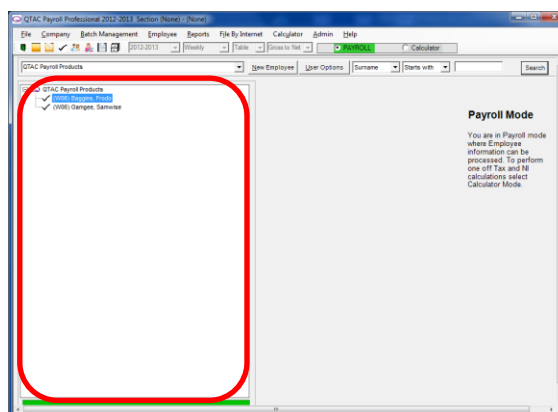 QTAC Payroll Professional 2012-2013 Section (None) - (None)
File Company Batch Management Employee Reports File By Internet Calculator Admin Help
2012-2013 Weekly Table Gross to Net PAYROLL Calculator
QTAC Payroll Products New Employee User Options Surname Starts with Search
QTAC Payroll Products
(W86) Baggins, Frodo
(W86) Gamgee, Samwise
Payroll Mode
You are in Payroll mode
where Employee
information can be
processed. To perform
one off Tax and NI
calculations select
Calculator Mode.